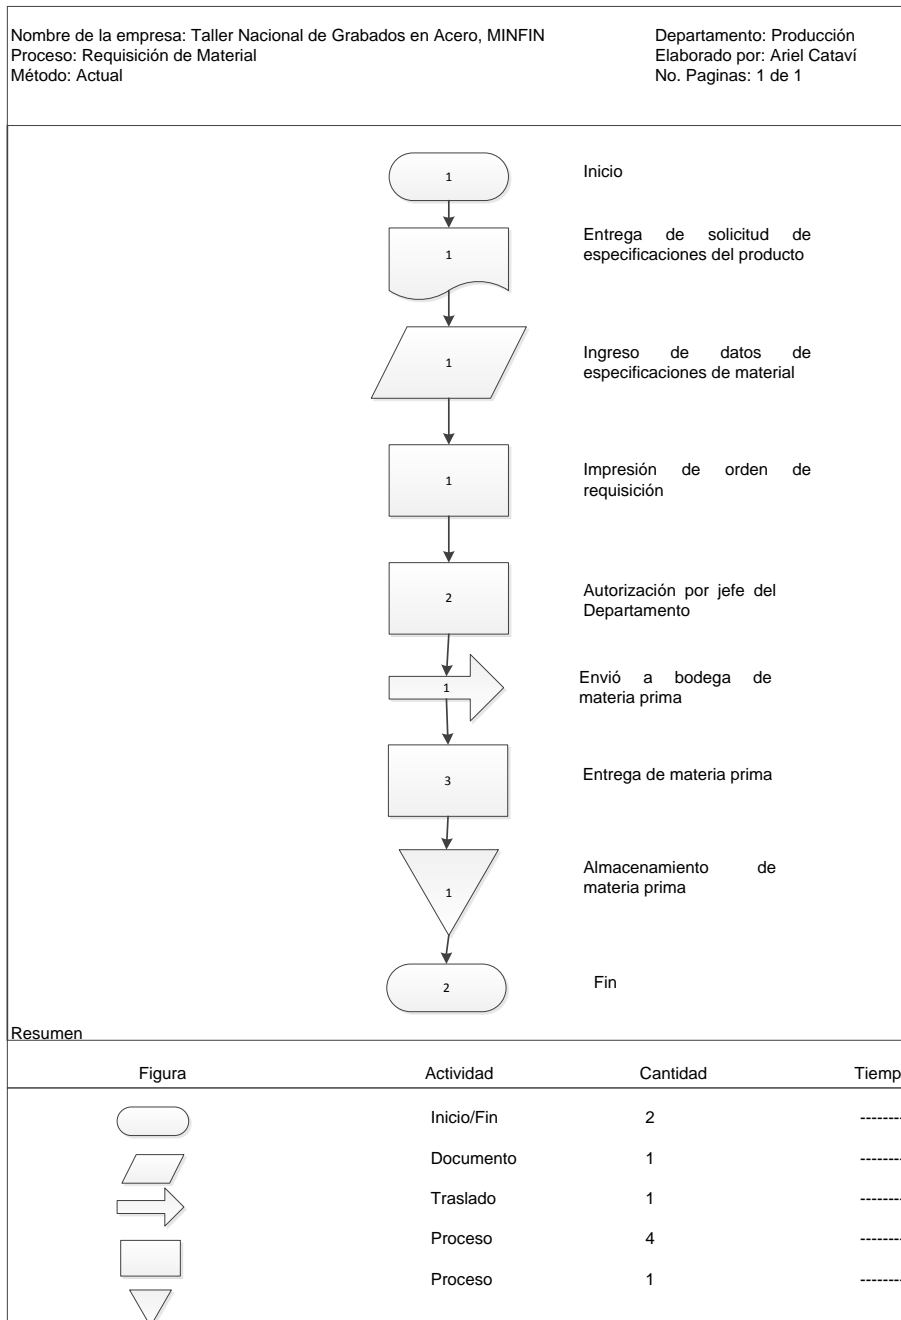 Nombre de la empresa: Taller Nacional de Grabados en Acero, MINFIN
Departamento: Producción
Proceso: Requisición de Material
Elaborado por: Ariel Cataví
Método: Actual
No. Paginas: 1 de 1
1
Inicio
1
Entrega de solicitud de
especificaciones del producto
1
Ingreso de datos de
especificaciones de material
1
Impresión de orden de
requisición
2
Autorización por jefe del
Departamento
1
Envió a bodega de
materia prima
3
Entrega de materia prima
1
Almacenamiento de
materia prima
2
Fin
Resumen
Figura Actividad Cantidad Tiemp
Inicio/Fin 2 --------
Documento 1 --------
Traslado 1 --------
Proceso 4 --------
Proceso 1 --------